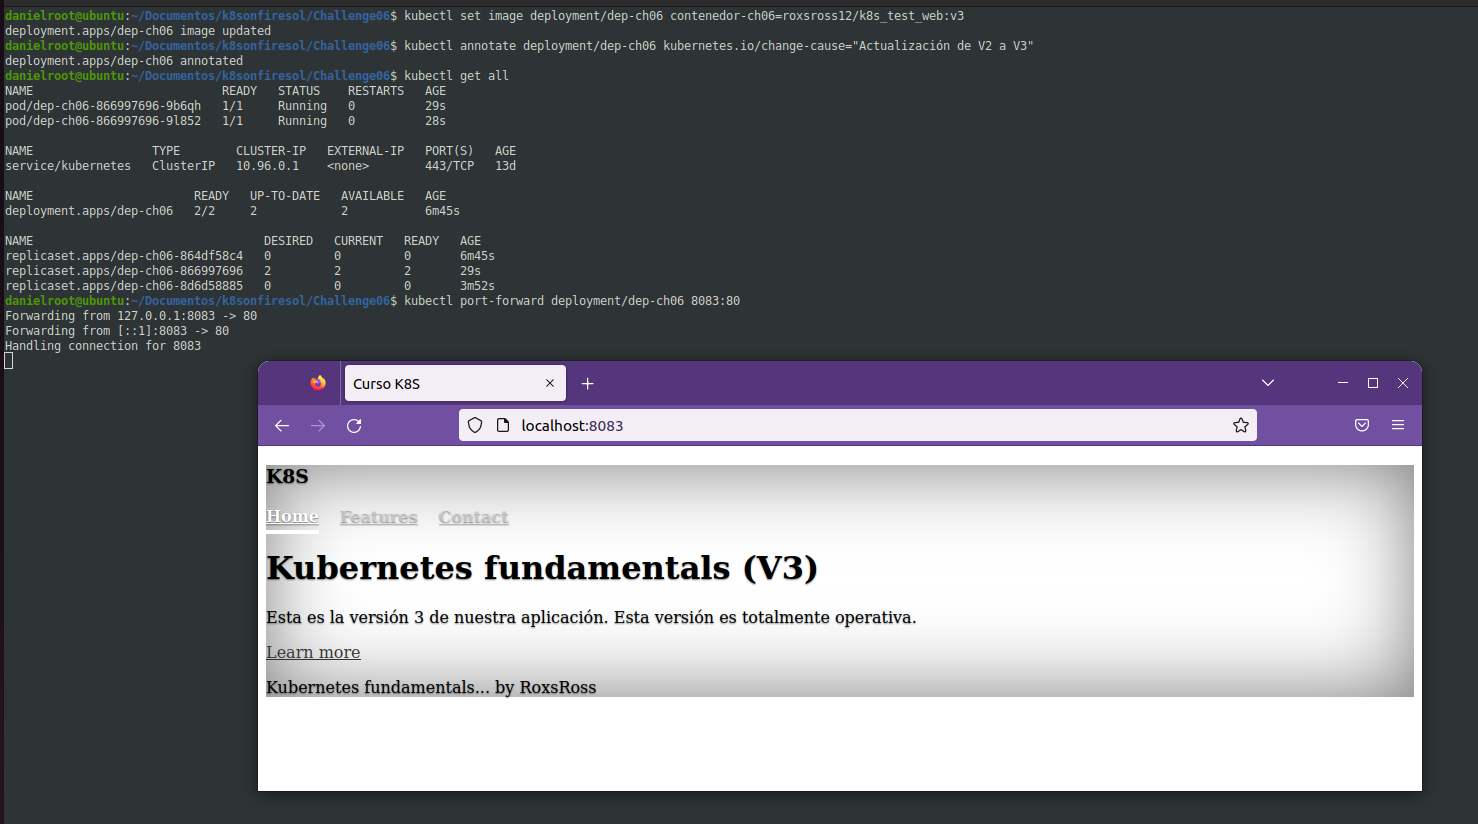 danielroot@ubuntu:~/Documentos/k8sonfiresol/Challenge06$ kubectl set image deployment/dep-ch06 contenedor-ch06=roxsross12/k8s_test_web:v3
deployment.apps/dep-ch06 image updated
danielroot@ubuntu:~/Documentos/k8sonfiresol/Challenge06$ kubectl annotate deployment/dep-ch06 kubernetes.io/change-cause="Actualización de V2 a V3"
deployment.apps/dep-ch06 annotated
danielroot@ubuntu:~/Documentos/k8sonfiresol/Challenge06$ kubectl get all
NAME READY STATUS RESTARTS AGE
pod/dep-ch06-866997696-9b6qh 1/1 Running 0 29s
pod/dep-ch06-866997696-9l852 1/1 Running 0 28s
NAME TYPE CLUSTER-IP EXTERNAL-IP PORT(S) AGE
service/kubernetes ClusterIP 10.96.0.1 <none> 443/TCP 13d
NAME READY UP-TO-DATE AVAILABLE AGE
deployment.apps/dep-ch06 2/2 2 2 6m45s
NAME DESIRED CURRENT READY AGE
replicaset.apps/dep-ch06-864df58c4 0 0 0 6m45s
replicaset.apps/dep-ch06-866997696 2 2 2 29s
replicaset.apps/dep-ch06-8d6d58885 0 0 0 3m52s
danielroot@ubuntu:~/Documentos/k8sonfiresol/Challenge06$ kubectl port-forward deployment/dep-ch06 8083:80
Forwarding from 127.0.0.1:8083 -> 80
Forwarding from [::1]:8083 -> 80
Handling connection for 8083
Curso K8S
localhost:8083
K8S
Home Features Contact
Kubernetes fundamentals (V3)
Esta es la versión 3 de nuestra aplicación. Esta versión es totalmente operativa.
Learn more
Kubernetes fundamentals... by RoxsRoss